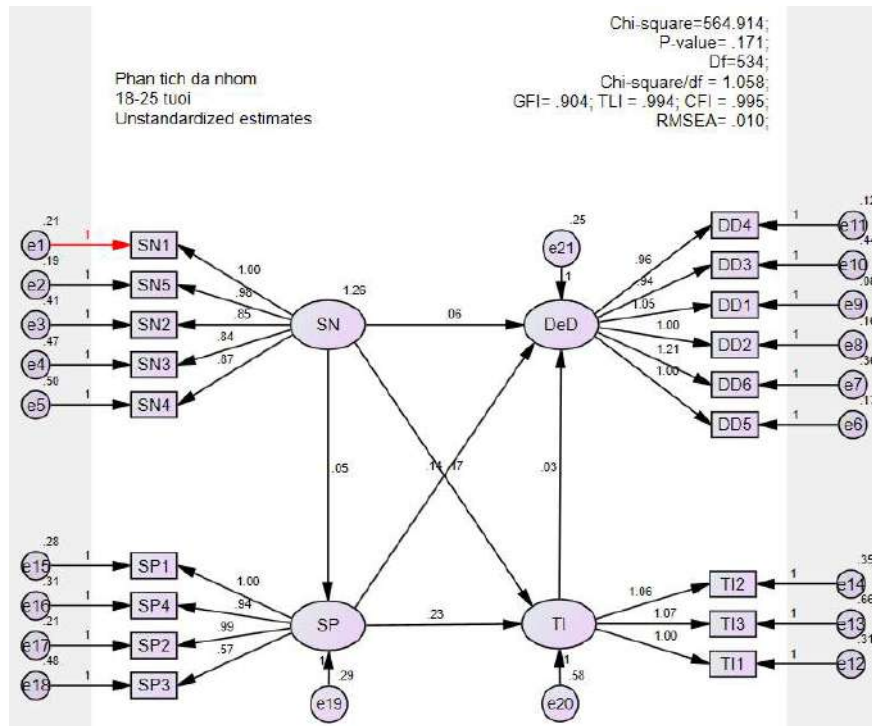 Chi-square=564.914;
P-value= .171;
Df=534;
Chi-square/df = 1.058;
GFI= .904; TLI = .994; CFI = .995;
RMSEA= .010;
Phan tich da nhom
18-25 tuoi
Unstandardized estimates
.21
e1 1 SN1
.19
e2 1 SN5
.41
e3 1 SN2
.47
e4 1 SN3
.50
e5 1 SN4
1.00
.98
.85
.84
.87
1.26
SN
.06
.25
e21
1
DeD
.96
.94
1.05
1.00
1.21
1.00
DD4 1 e11
DD3 1 e10
DD1 1 e9
.16
DD2 1 e8
.36
DD6 1 e7
DD5 1 e6
.05
.14
.17
.03
.28
e15 1 SP1
.31
e16 1 SP4
.21
e17 1 SP2
.48
e18 1 SP3
1.00
.94
.99
.57
SP
.23
TI
1
.29
e19
1
.58
e20
1.06
1.07
1.00
.35
TI2 1 e14
.66
TI3 1 e13
.31
TI1 1 e12